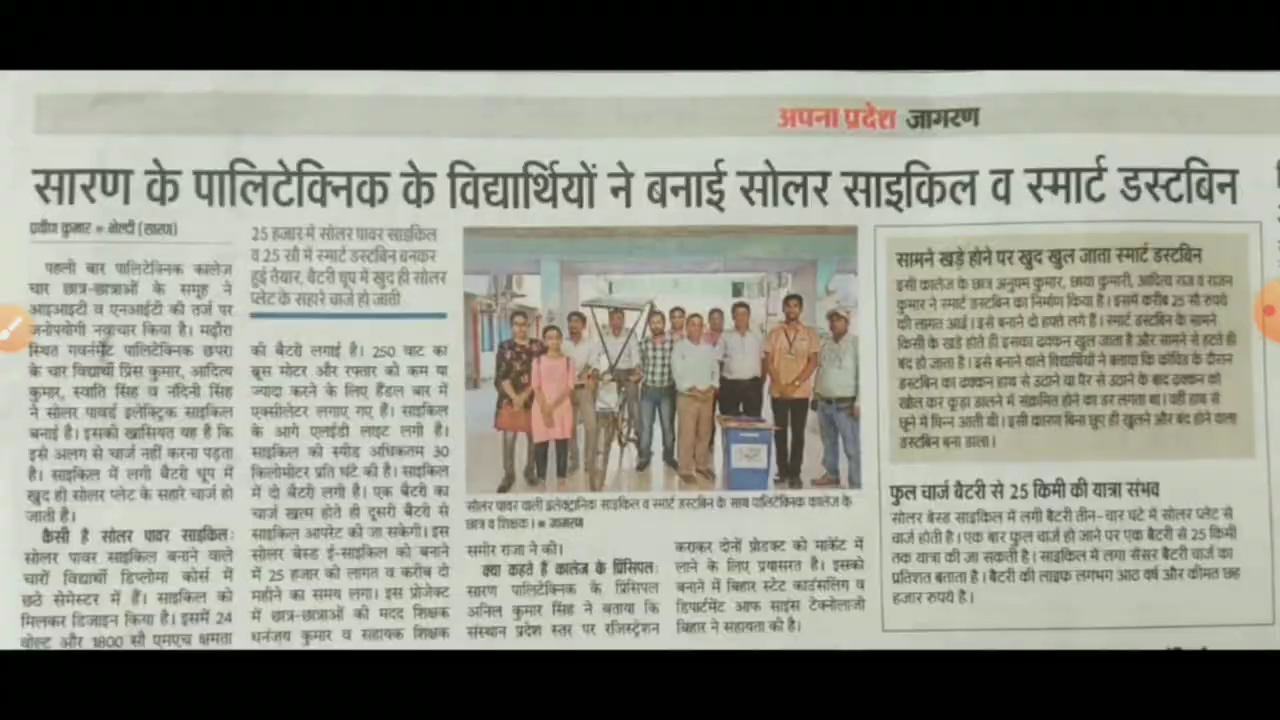 अपना प्रदेश जागरण
सारण के पालिटेक्निक के विद्यार्थियों ने बनाई सोलर साइकिल व स्मार्ट डस्टबिन
प्रवीण कुमार • भेल्दी (सारण)
पहली बार पालिटेक्निक कालेज
चार छात्र-छात्राओं के समूह ने
आइआइटी व एनआईटी की तर्ज पर
जनोपयोगी नवाचार किया है। मढ़ौरा
स्थित गवर्नमेंट पालिटेक्निक छपरा
के चार विद्यार्थी प्रिंस कुमार, आदित्य
कुमार, स्वाति सिंह व नंदिनी सिंह
ने सोलर पावर्ड इलेक्ट्रिक साइकिल
बनाई है। इसकी खासियत यह है कि
इसे अलग से चार्ज नहीं करना पड़ता
है। साइकिल में लगी बैटरी धूप में
खुद ही सोलर प्लेट के सहारे चार्ज हो
जाती है।
कैसी है सोलर पावर साइकिल:
सोलर पावर साइकिल बनाने वाले
चारों विद्यार्थी डिप्लोमा कोर्स में
छठे सेमेस्टर में हैं। साइकिल को
मिलकर डिजाइन किया है। इसमें 24
वोल्ट और 1800 सौ एमएच क्षमता
25 हजार में सोलर पावर साइकिल
व 25 सौ में स्मार्ट डस्टबिन बनकर
हुई तैयार, बैटरी धूप में खुद ही सोलर
प्लेट के सहारे चार्ज हो जाती
की बैटरी लगाई है। 250 वाट का
ब्रूस मोटर और रफ्तार को कम या
ज्यादा करने के लिए हैंडल बार में
एक्सीलेटर लगाए गए हैं। साइकिल
के आगे एलईडी लाइट लगी है।
साइकिल की स्पीड अधिकतम 30
किलोमीटर प्रति घंटे की है। साइकिल
में दो बैटरी लगी है। एक बैटरी का
चार्ज खत्म होते ही दूसरी बैटरी से
साइकिल आपरेट की जा सकेगी। इस
सोलर बेस्ड ई-साइकिल को बनाने
में 25 हजार की लागत व करीब दो
महीने का समय लगा। इस प्रोजेक्ट
में छात्र-छात्राओं की मदद शिक्षक
धनंजय कुमार व सहायक शिक्षक
सोलर पावर वाली इलेक्ट्रानिक साइकिल व स्मार्ट डस्टबिन के साथ पालिटेक्निक कालेज के
छात्र व शिक्षक। • जागरण
समीर राजा ने की।
क्या कहते हैं कालेज के प्रिंसिपल:
सारण पालिटेक्निक के प्रिंसिपल
अनिल कुमार सिंह ने बताया कि
संस्थान प्रदेश स्तर पर रजिस्ट्रेशन
कराकर दोनों प्रोडक्ट को मार्केट में
लाने के लिए प्रयासरत है। इसको
बनाने में बिहार स्टेट काउंसलिंग व
डिपार्टमेंट आफ साइंस टेक्नोलाजी
बिहार ने सहायता की है।
सामने खड़े होने पर खुद खुल जाता स्मार्ट डस्टबिन
इसी कालेज के छात्र अनुपम कुमार, छाया कुमारी, आदित्य राज व राजन
कुमार ने स्मार्ट डस्टबिन का निर्माण किया है। इसमें करीब 25 सौ रुपये
की लागत आई। इसे बनाने दो हफ्ते लगे हैं। स्मार्ट डस्टबिन के सामने
किसी के खड़े होते ही इसका ढक्कन खुल जाता है और सामने से हटते ही
बंद हो जाता है। इसे बनाने वाले विद्यार्थियों ने बताया कि कोविड के दौरान
डस्टबिन का ढक्कन हाथ से उठाने या पैर से उठाने के बाद ढक्कन को
खोल कर कूड़ा डालने में संक्रमित होने का डर लगता था। वहीं हाथ से
छूने में घिन्न आती थी। इसी कारण बिना छुए ही खुलने और बंद होने वाला
डस्टबिन बना डाला।
फुल चार्ज बैटरी से 25 किमी की यात्रा संभव
सोलर बेस्ड साइकिल में लगी बैटरी तीन-चार घंटे में सोलर प्लेट से
चार्ज होती है। एक बार फुल चार्ज हो जाने पर एक बैटरी से 25 किमी
तक यात्रा की जा सकती है। साइकिल में लगा सेंसर बैटरी चार्ज का
प्रतिशत बताता है। बैटरी की लाइफ लगभग आठ वर्ष और कीमत छह
हजार रुपये है।